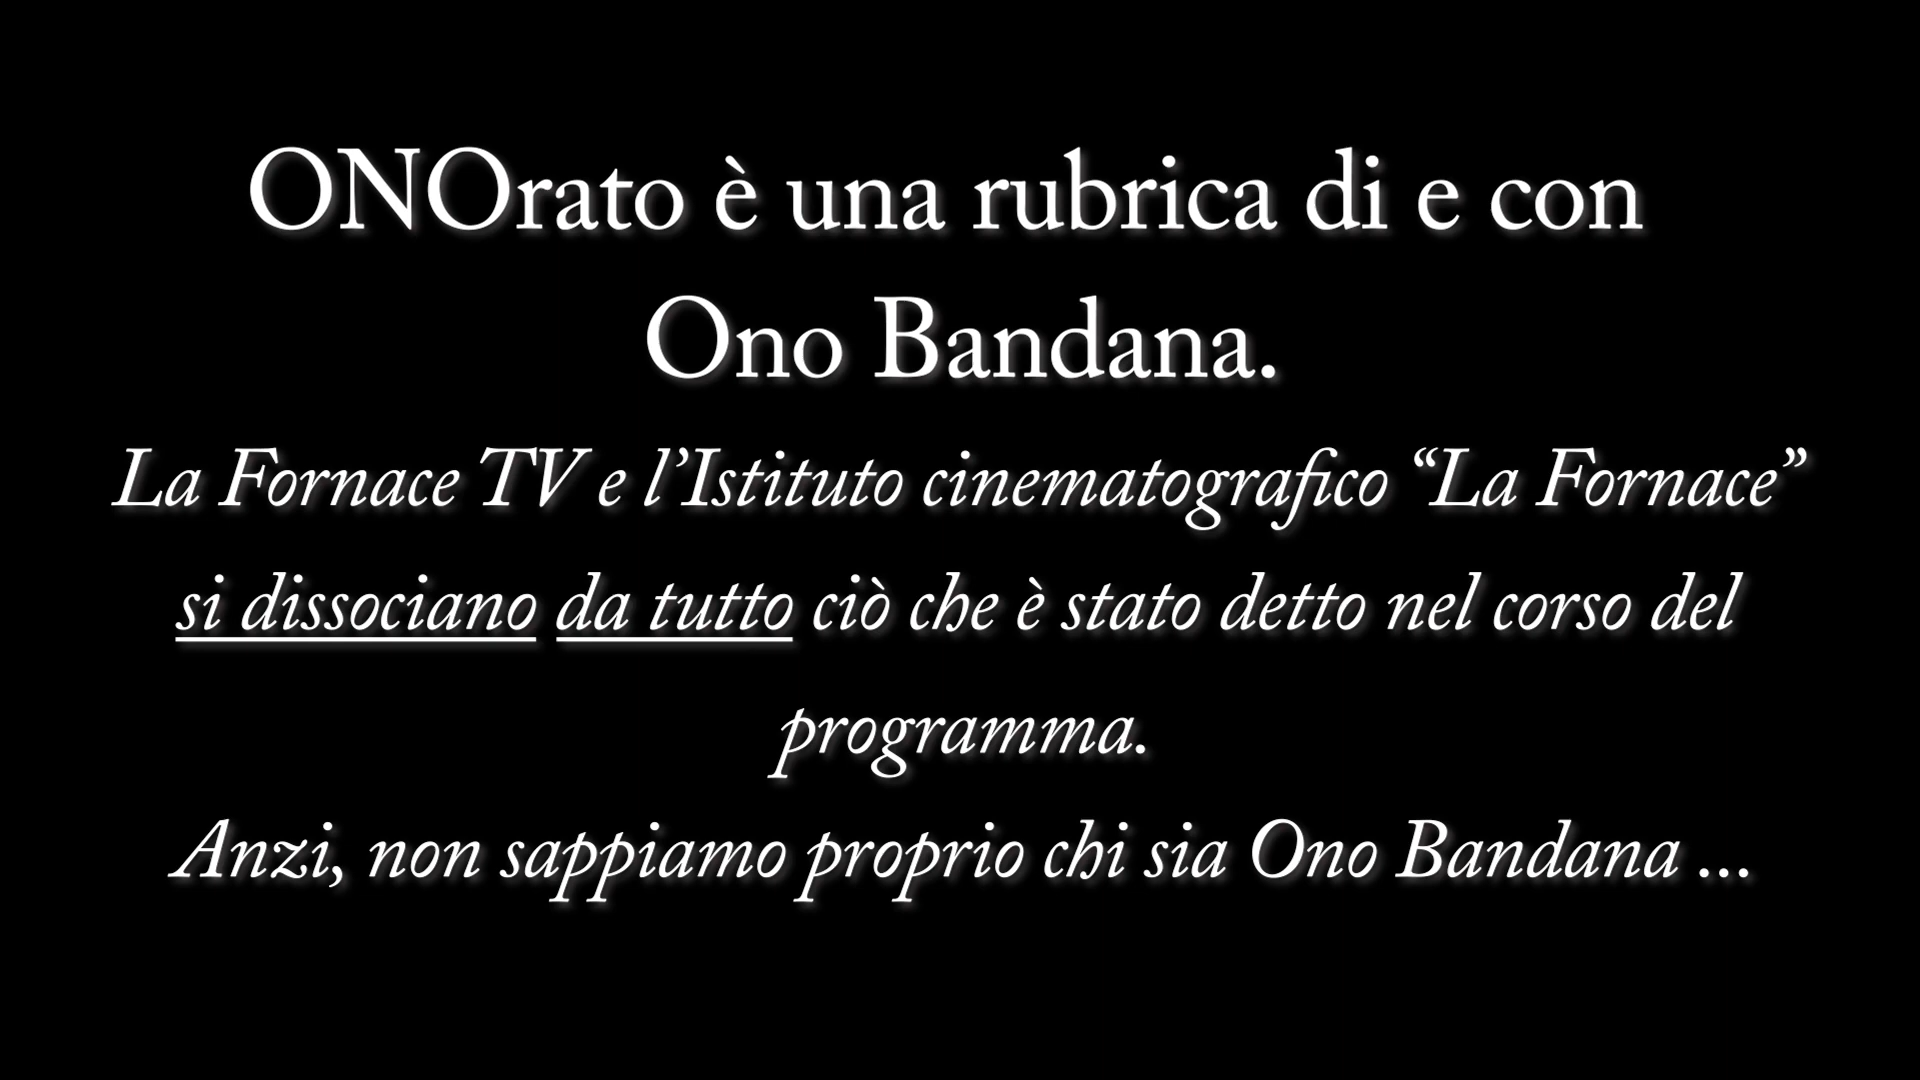 ONOrato è una rubrica di e con
Ono Bandana.
La Fornace TV e l’Istituto cinematografico “La Fornace”
si dissociano da tutto ciò che è stato detto nel corso del
programma.
Anzi, non sappiamo proprio chi sia Ono Bandana ...